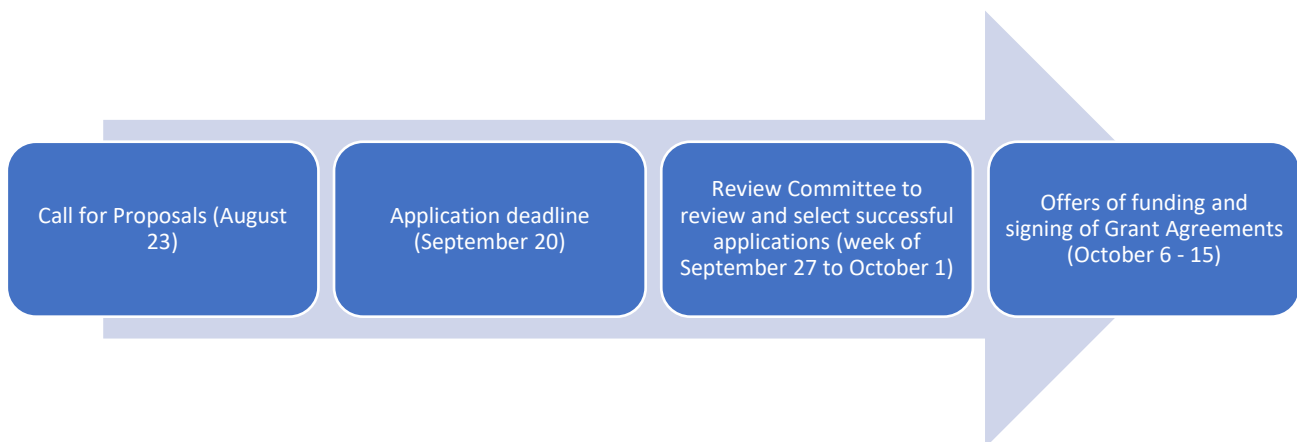 Call for Proposals (August
23)
Application deadline
(September 20)
Review Committee to
review and select successful
applications (week of
September 27 to October 1)
Offers of funding and
signing of Grant Agreements
(October 6 - 15)